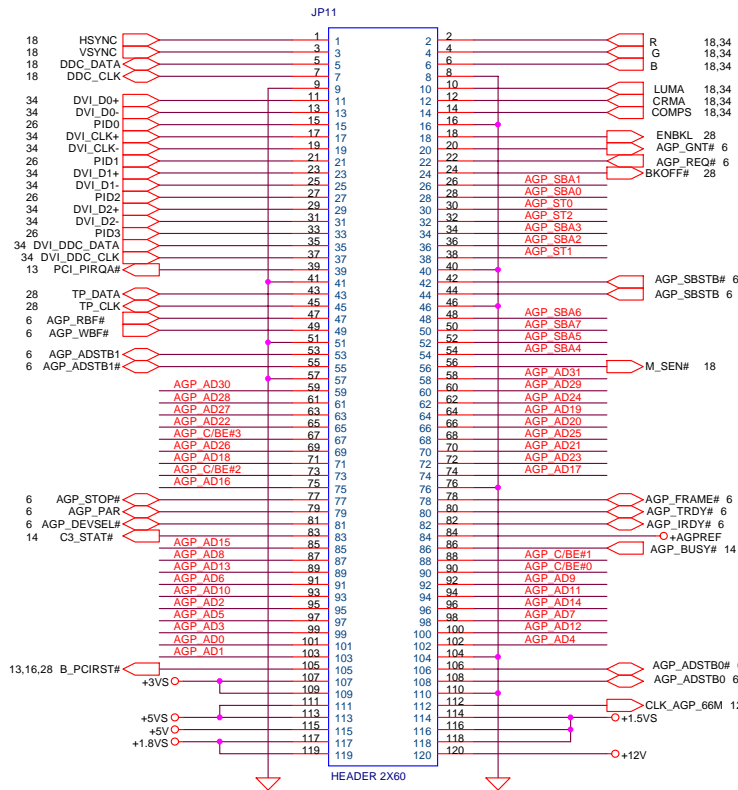 JP11
18 HSYNC 1 1 2 2 R 18,34
18 VSYNC 3 3 4 4 G 18,34
18 DDC_DATA 5 5 6 6 B 18,34
18 DDC_CLK 7 7 8 8
9 9 10 10 LUMA 18,34
34 DVI_D0+ 11 11 12 12 CRMA 18,34
34 DVI_D0- 13 13 14 14 COMPS 18,34
26 PID0 15 15 16 16
34 DVI_CLK+ 17 17 18 18 ENBKL 28
34 DVI_CLK- 19 19 20 20 AGP_GNT# 6
26 PID1 21 21 22 22 AGP_REQ# 6
34 DVI_D1+ 23 23 24 24 BKOFF# 28
34 DVI_D1- 25 25 26 26 AGP_SBA1
26 PID2 27 27 28 28 AGP_SBA0
34 DVI_D2+ 29 29 30 30 AGP_ST0
34 DVI_D2- 31 31 32 32 AGP_ST2
26 PID3 33 33 34 34 AGP_SBA3
34 DVI_DDC_DATA 35 35 36 36 AGP_SBA2
34 DVI_DDC_CLK 37 37 38 38 AGP_ST1
13 PCI_PIRQA# 39 39 40 40
41 41 42 42 AGP_SBSTB# 6
28 TP_DATA 43 43 44 44 AGP_SBSTB 6
28 TP_CLK 45 45 46 46
6 AGP_RBF# 47 47 48 48 AGP_SBA6
6 AGP_WBF# 49 49 50 50 AGP_SBA7
51 51 52 52 AGP_SBA5
6 AGP_ADSTB1 53 53 54 54 AGP_SBA4
6 AGP_ADSTB1# 55 55 56 56 M_SEN# 18
57 57 58 58 AGP_AD31
AGP_AD30 59 59 60 60 AGP_AD29
AGP_AD28 61 61 62 62 AGP_AD24
AGP_AD27 63 63 64 64 AGP_AD19
AGP_AD22 65 65 66 66 AGP_AD20
AGP_C/BE#3 67 67 68 68 AGP_AD25
AGP_AD26 69 69 70 70 AGP_AD21
AGP_AD18 71 71 72 72 AGP_AD23
AGP_C/BE#2 73 73 74 74 AGP_AD17
AGP_AD16 75 75 76 76
6 AGP_STOP# 77 77 78 78 AGP_FRAME# 6
6 AGP_PAR 79 79 80 80 AGP_TRDY# 6
6 AGP_DEVSEL# 81 81 82 82 AGP_IRDY# 6
14 C3_STAT# 83 83 84 84 +AGPREF
AGP_AD15 85 85 86 86 AGP_BUSY# 14
AGP_AD8 87 87 88 88 AGP_C/BE#1
AGP_AD13 89 89 90 90 AGP_C/BE#0
AGP_AD6 91 91 92 92 AGP_AD9
AGP_AD10 93 93 94 94 AGP_AD11
AGP_AD2 95 95 96 96 AGP_AD14
AGP_AD5 97 97 98 98 AGP_AD7
AGP_AD3 99 99 100 100 AGP_AD12
AGP_AD0 101 101 102 102 AGP_AD4
AGP_AD1 103 103 104 104
13,16,28 B_PCIRST# 105 105 106 106 AGP_ADSTB0#
+3VS 107 107 108 108 AGP_ADSTB0 6
109 109 110 110
111 111 112 112 CLK_AGP_66M
+5VS 113 113 114 114 +1.5VS
+5V 115 115 116 116
+1.8VS 117 117 118 118
119 119 120 120 +12V
HEADER 2X60